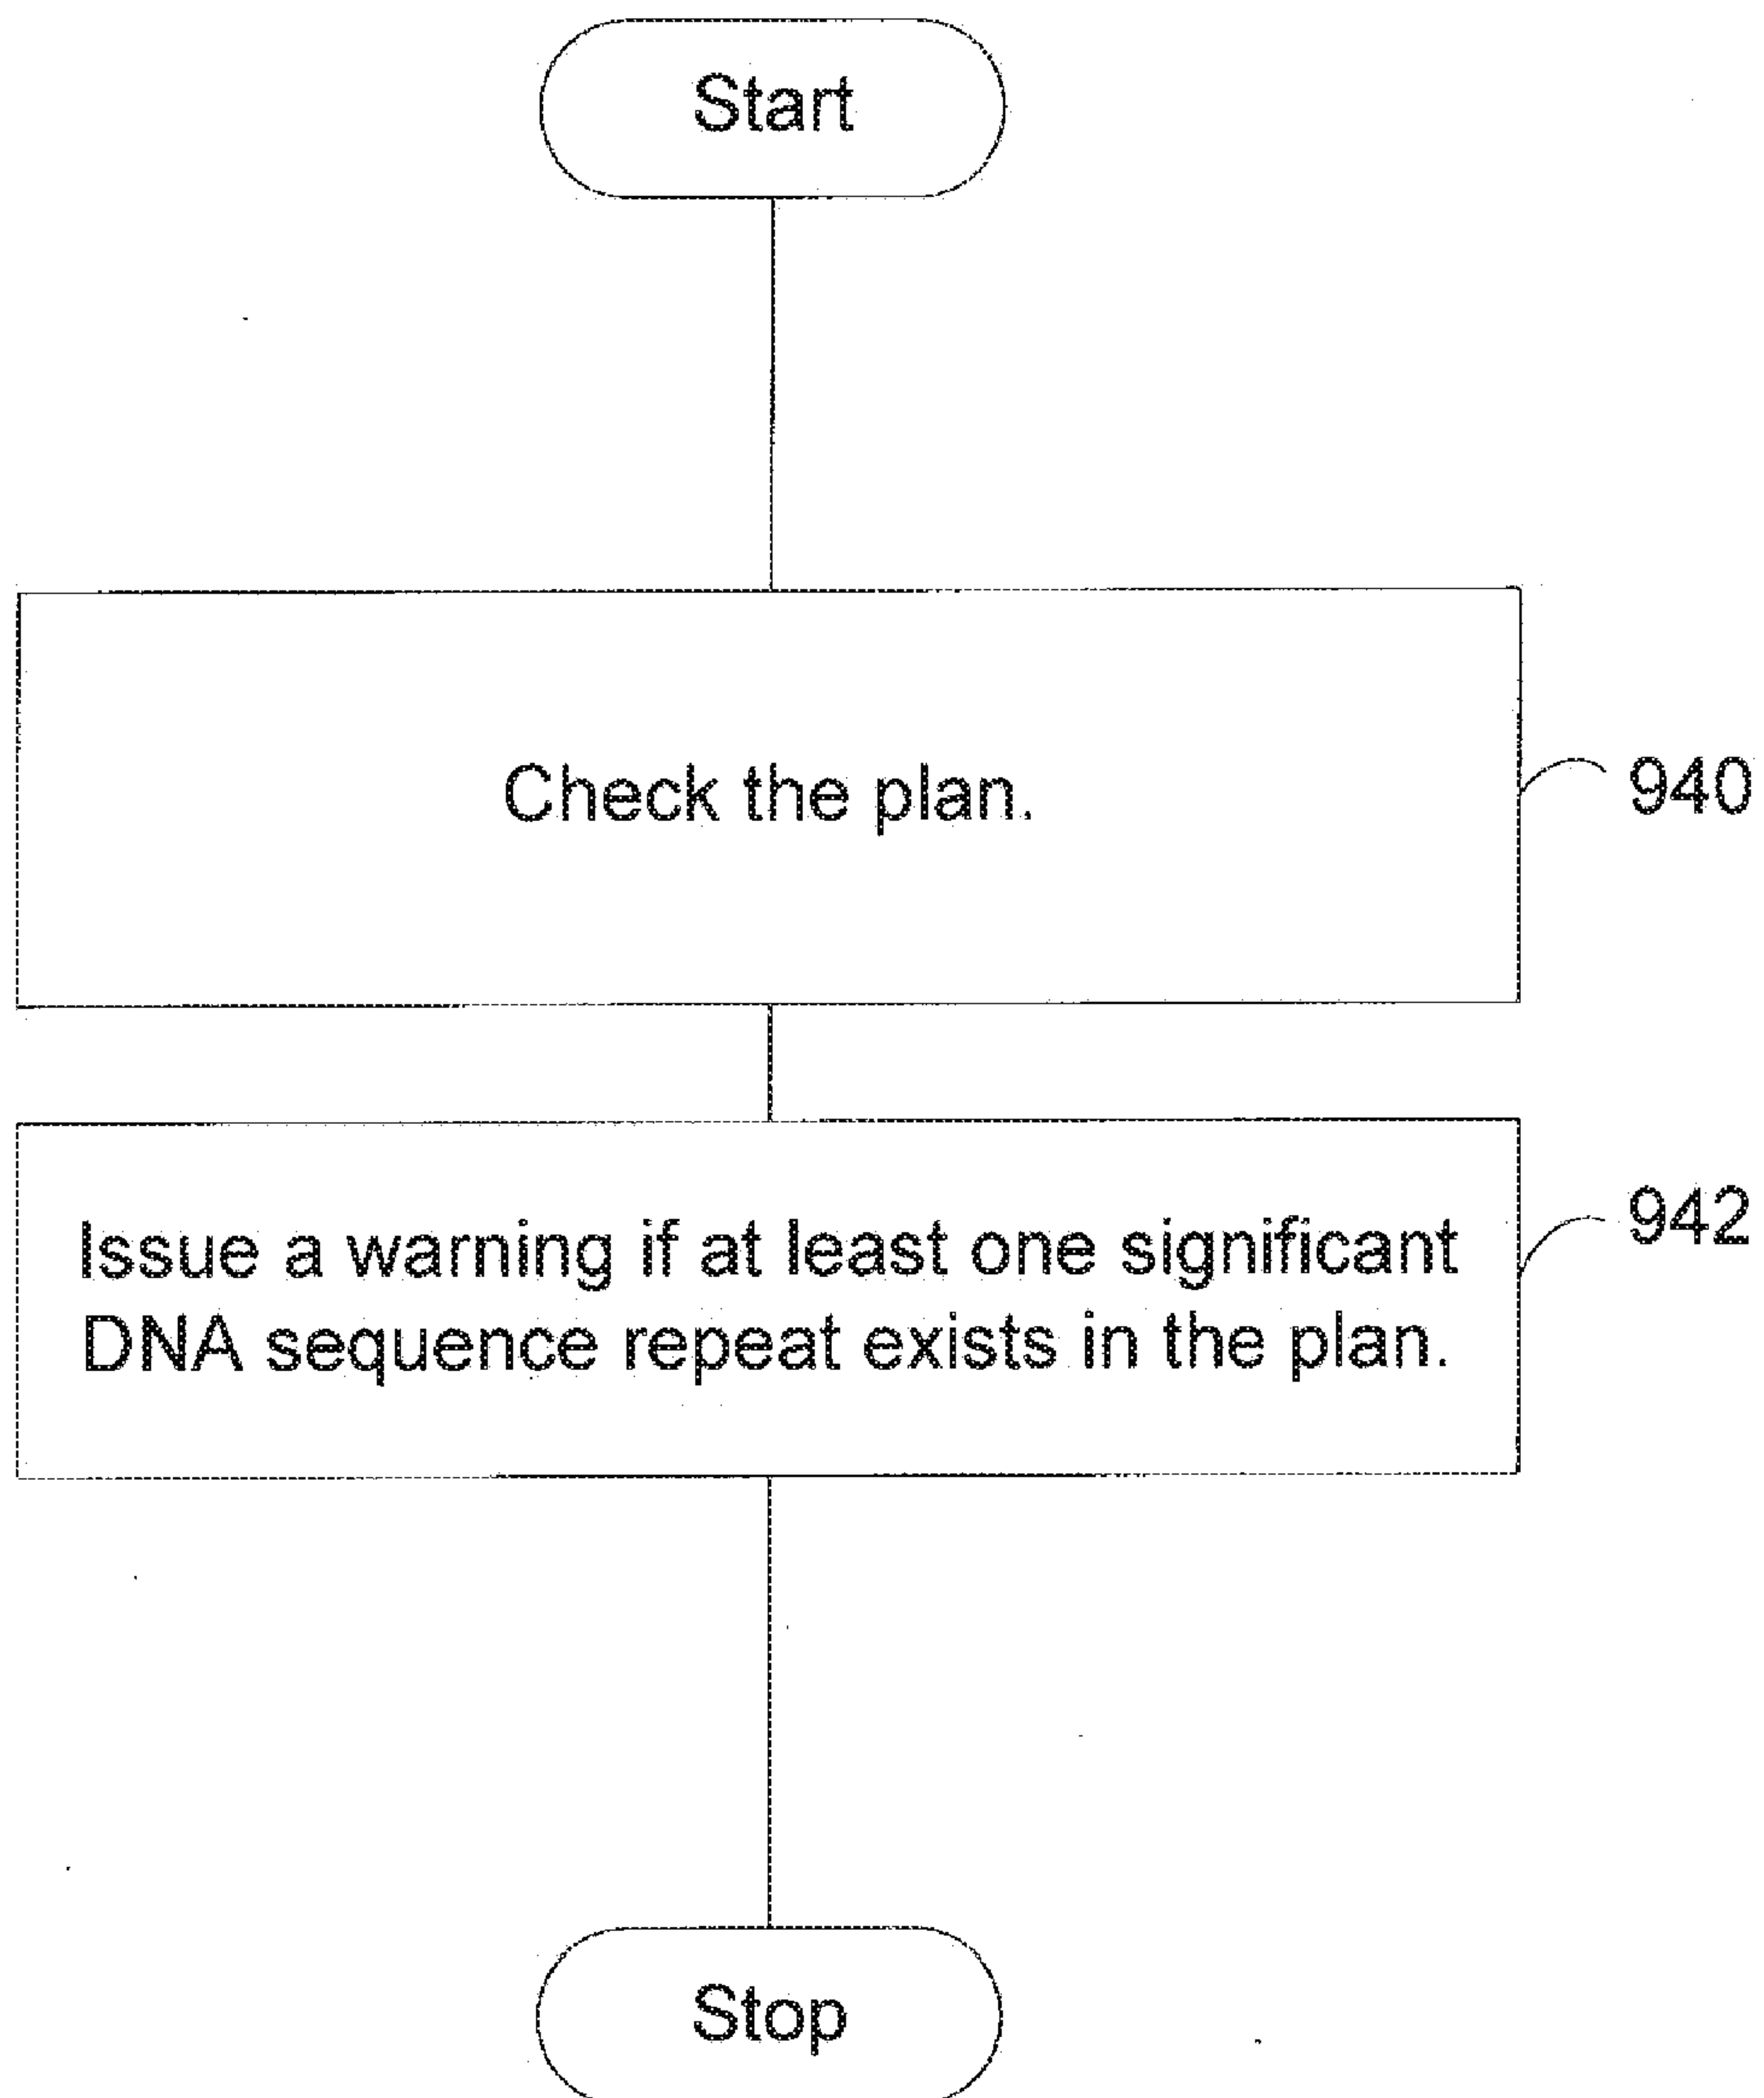 Start
Check the plan.
940
Issue a warning if at least one significant
DNA sequence repeat exists in the plan.
942
Stop